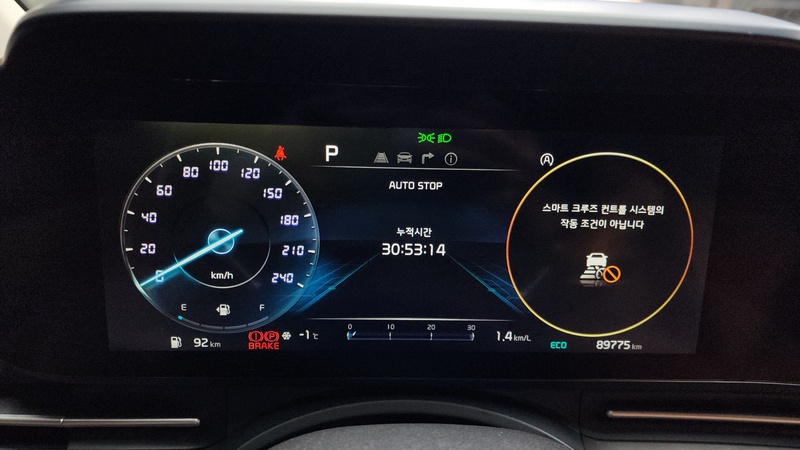 P
AUTO STOP
누적시간
30:53:14
0
20
40
60
80
100
120
150
180
210
240
km/h
E
F
92 km
P
BRAKE
-1 ℃
0 10 20 30
1.4 km/L
A
스마트 크루즈 컨트롤 시스템의
작동 조건이 아닙니다
ECO
89775 km